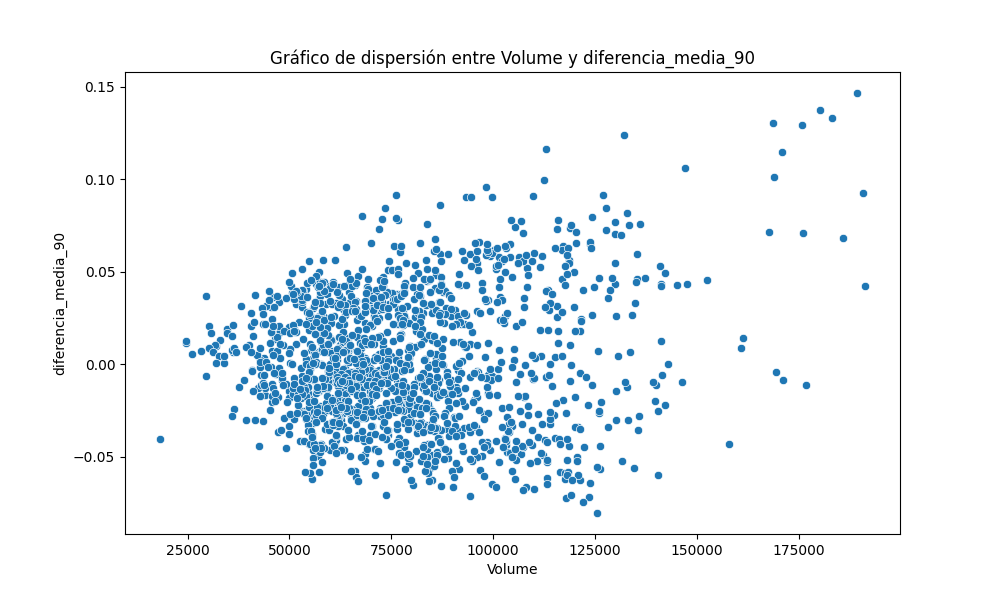 Gráfico de dispersión entre Volume y diferencia_media_90
0.15
0.10
0.05
0.00
−0.05
diferencia_media_90
25000 50000 75000 100000 125000 150000 175000
Volume